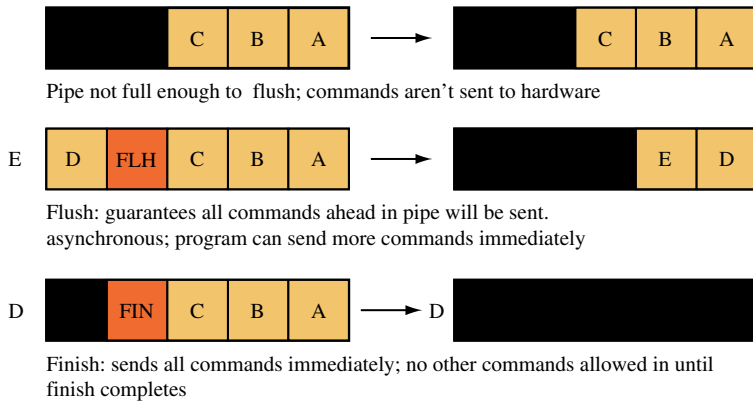 C B A C B A
Pipe not full enough to flush; commands aren't sent to hardware
E D FLH C B A E D
Flush: guarantees all commands ahead in pipe will be sent.
asynchronous; program can send more commands immediately
D FIN C B A D
Finish: sends all commands immediately; no other commands allowed in until
finish completes